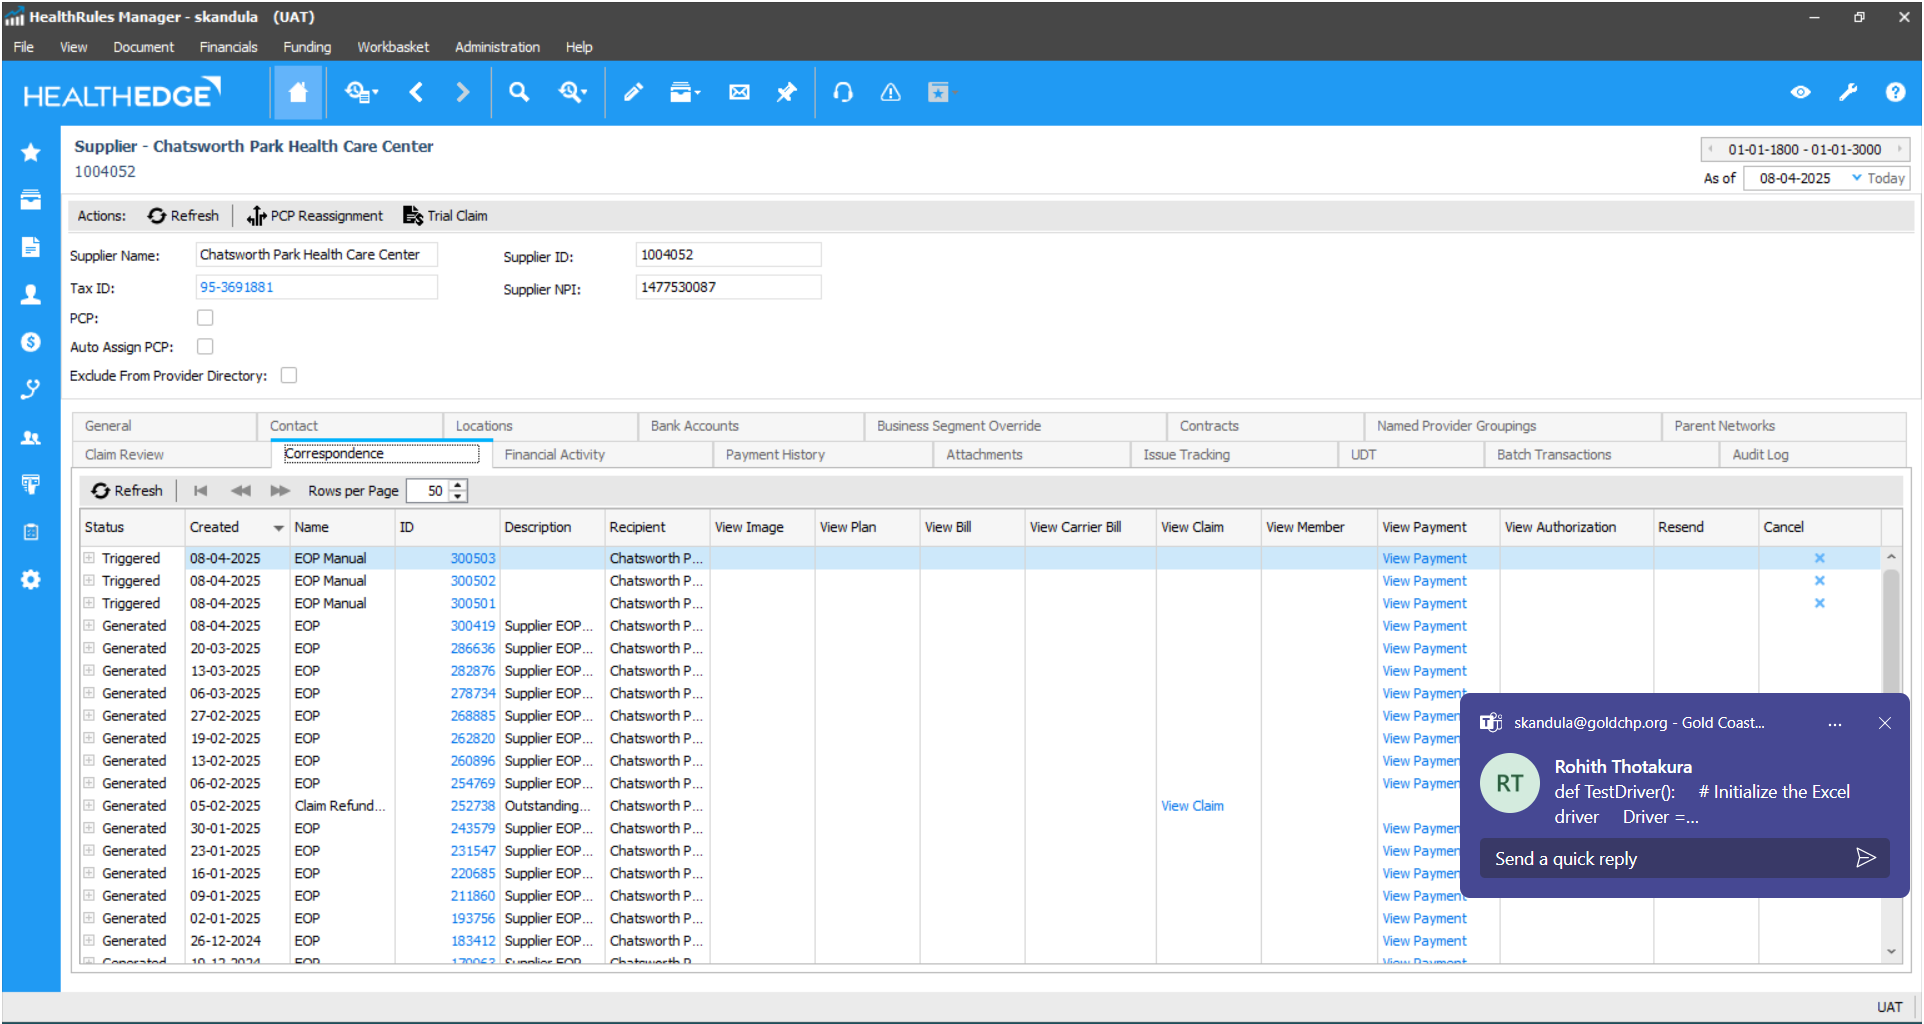 HealthRules Manager - skandula (UAT)
File View Document Financials Funding Workbasket Administration Help
HEALTHEDGE
Supplier - Chatsworth Park Health Care Center
1004052
01-01-1800 - 01-01-3000
As of 08-04-2025 Today
Actions: Refresh PCP Reassignment Trial Claim
Supplier Name: Chatsworth Park Health Care Center Supplier ID: 1004052
Tax ID: 95-3691881 Supplier NPI: 1477530087
PCP:
Auto Assign PCP:
Exclude From Provider Directory:
General Contact Locations Bank Accounts Business Segment Override Contracts Named Provider Groupings Parent Networks
Claim Review Correspondence Financial Activity Payment History Attachments Issue Tracking UDT Batch Transactions Audit Log
Refresh Rows per Page 50
Status Created Name ID Description Recipient View Image View Plan View Bill View Carrier Bill View Claim View Member View Payment View Authorization Resend Cancel
Triggered 08-04-2025 EOP Manual 300503 Chatsworth P... View Payment
Triggered 08-04-2025 EOP Manual 300502 Chatsworth P... View Payment
Triggered 08-04-2025 EOP Manual 300501 Chatsworth P... View Payment
Generated 08-04-2025 EOP 300419 Supplier EOP... Chatsworth P... View Payment
Generated 20-03-2025 EOP 286636 Supplier EOP... Chatsworth P... View Payment
Generated 13-03-2025 EOP 282876 Supplier EOP... Chatsworth P... View Payment
Generated 06-03-2025 EOP 278734 Supplier EOP... Chatsworth P... View Payment
Generated 27-02-2025 EOP 268885 Supplier EOP... Chatsworth P... View Paymen
Generated 19-02-2025 EOP 262820 Supplier EOP... Chatsworth P... View Paymen
Generated 13-02-2025 EOP 260896 Supplier EOP... Chatsworth P... View Paymen
Generated 06-02-2025 EOP 254769 Supplier EOP... Chatsworth P... View Paymen
Generated 05-02-2025 Claim Refund... 252738 Outstanding... Chatsworth P... View Claim
Generated 30-01-2025 EOP 243579 Supplier EOP... Chatsworth P... View Paymen
Generated 23-01-2025 EOP 231547 Supplier EOP... Chatsworth P... View Paymen
Generated 16-01-2025 EOP 220685 Supplier EOP... Chatsworth P... View Paymen
Generated 09-01-2025 EOP 211860 Supplier EOP... Chatsworth P... View Payment
Generated 02-01-2025 EOP 193756 Supplier EOP... Chatsworth P... View Payment
Generated 26-12-2024 EOP 183412 Supplier EOP... Chatsworth P... View Payment
Generated 19-12-2024 EOP Supplier EOP Chatsworth P View Payment
skandula@goldchp.org - Gold Coast...
RT
Rohith Thotakura
def TestDriver(): # Initialize the Excel
driver Driver =...
Send a quick reply
UAT